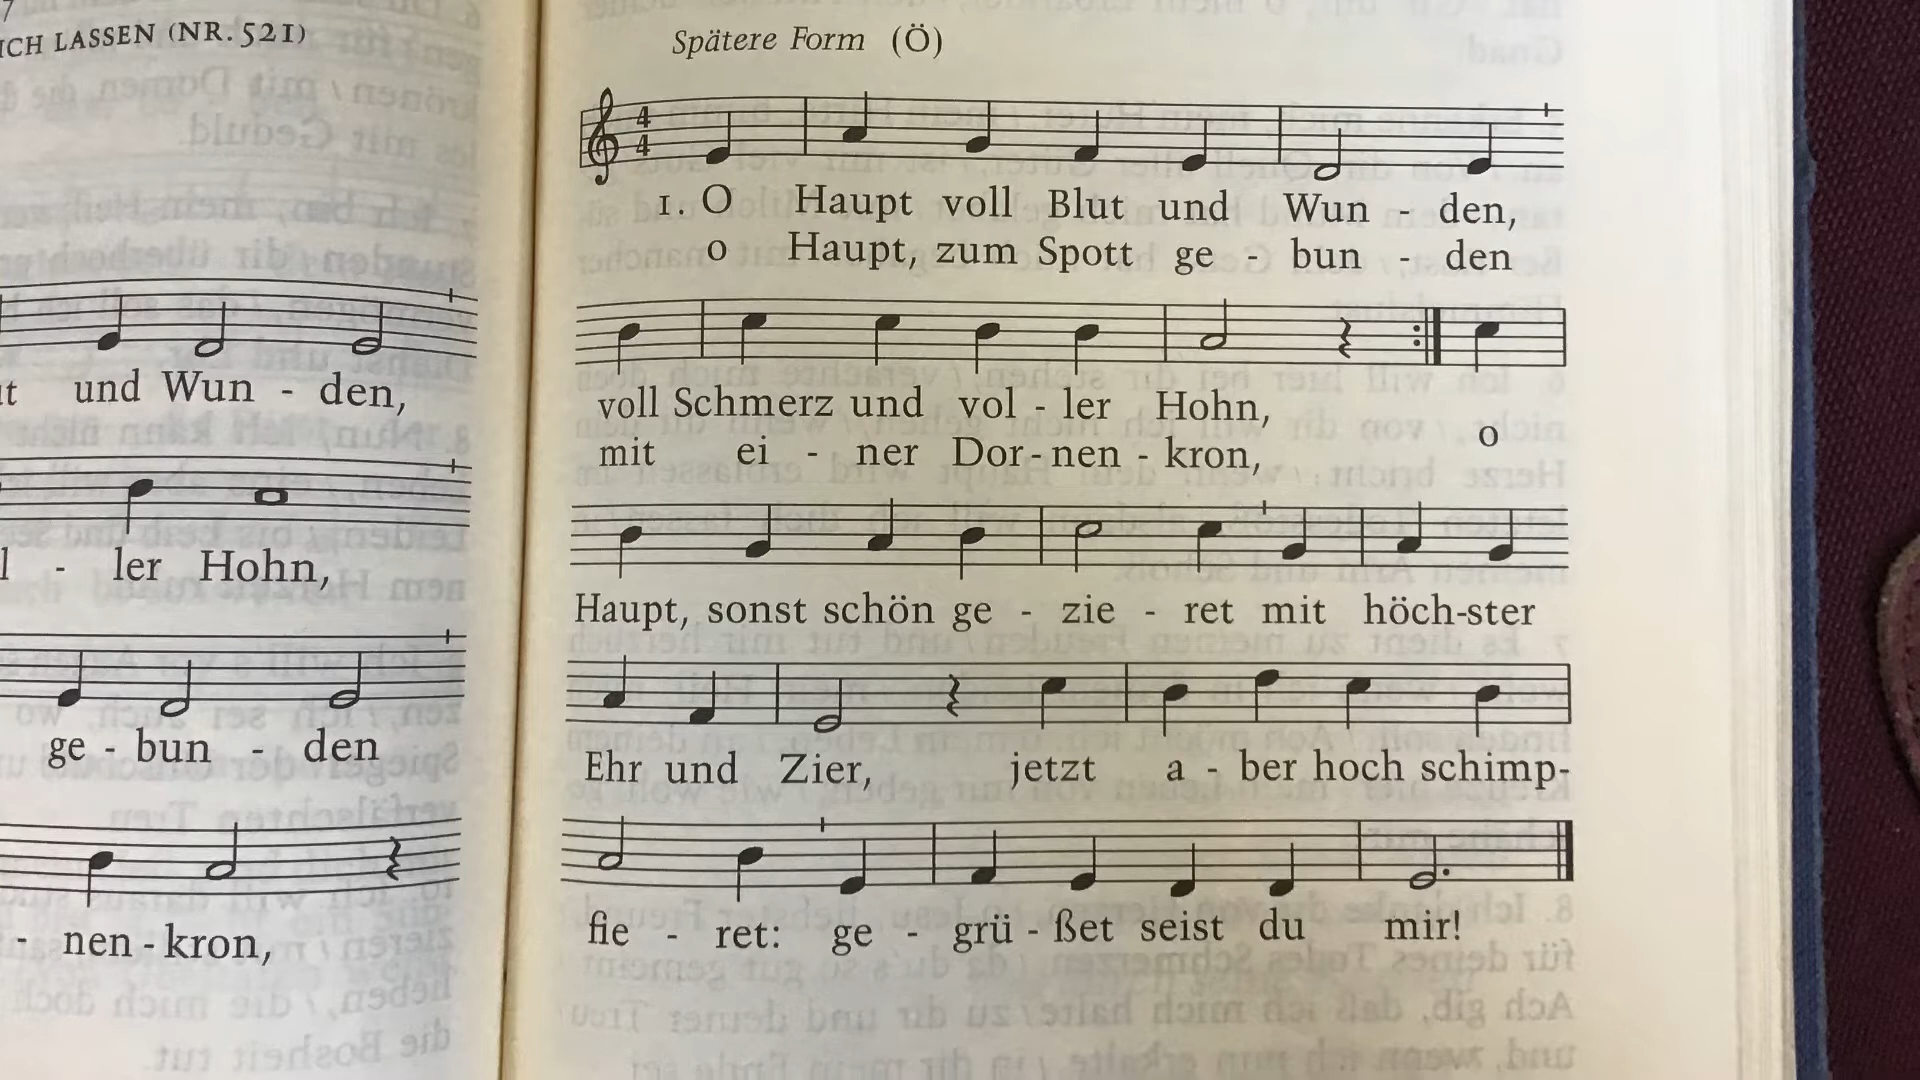 ICH LASSEN (NR. 521)
und Wun - den,
ler Hohn,
ge - bun - den
- nen - kron,
Spätere Form (Ö)
4
4
1. O Haupt voll Blut und Wun - den,
o Haupt, zum Spott ge - bun - den
voll Schmerz und vol - ler Hohn,
mit ei - ner Dor - nen - kron,
o
Haupt, sonst schön ge - zie - ret mit höch-ster
Ehr und Zier, jetzt a - ber hoch schimp-
fie - ret: ge - grü - ßet seist du mir!